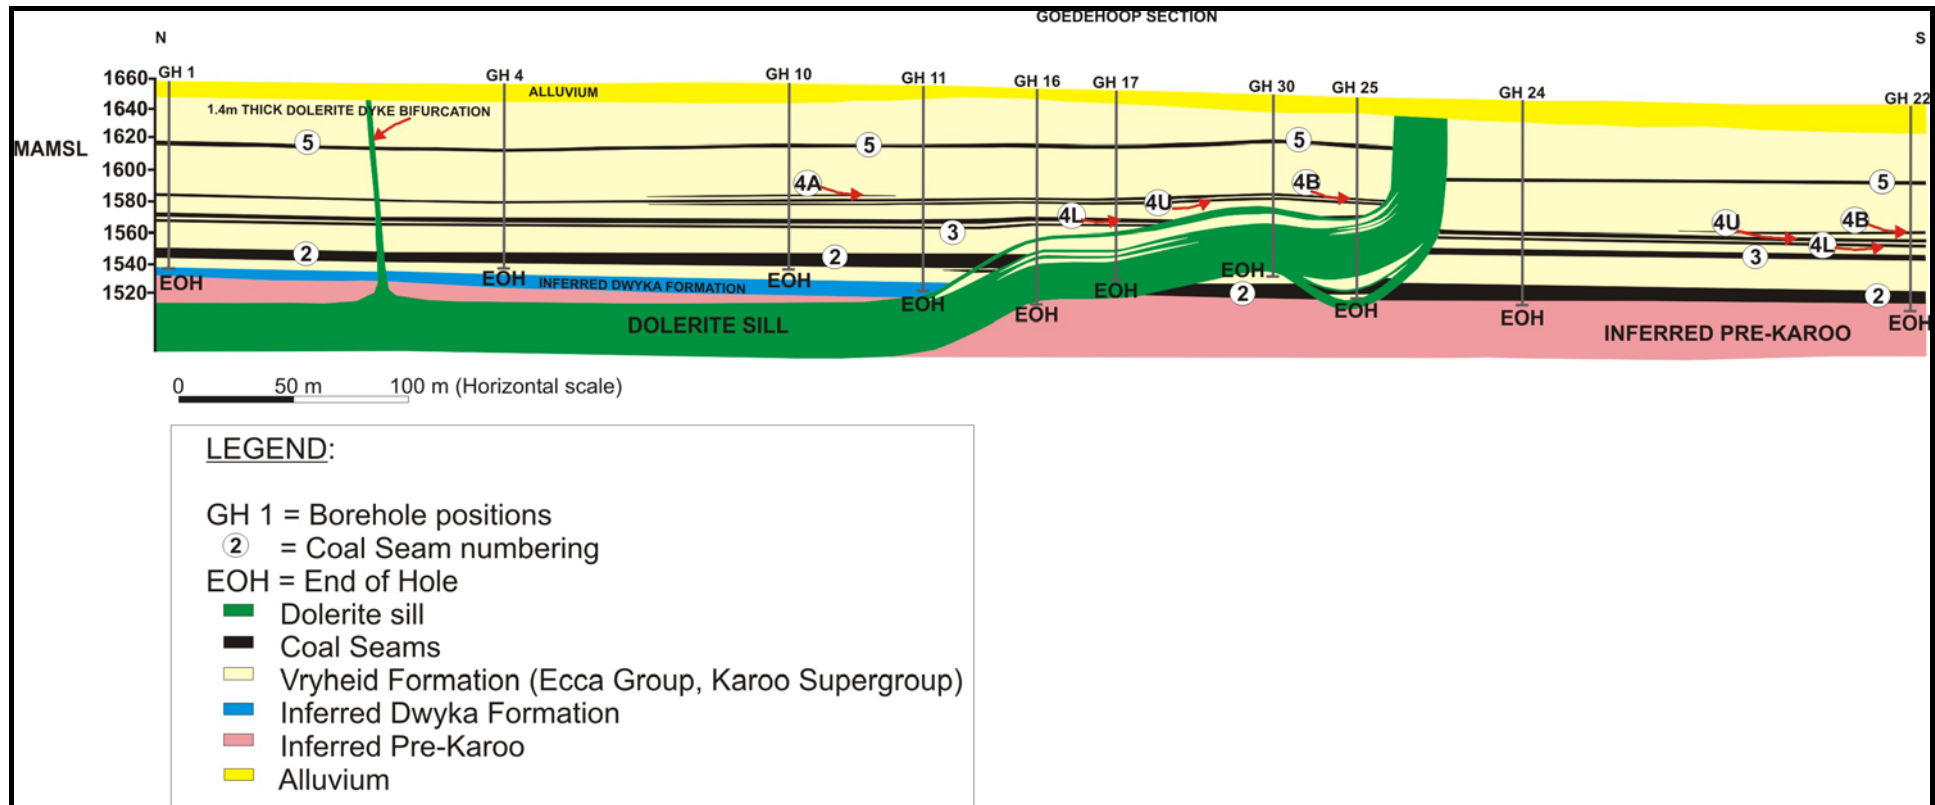 GOEDEHOOP SECTION
N
S
GH 1
GH 4
GH 10
GH 11
GH 16
GH 17
GH 30
GH 25
GH 24
GH 22
1660
1640
1620
1600
1580
1560
1540
1520
MAMSL
ALLUVIUM
1.4m THICK DOLERITE DYKE BIFURCATION
5
5
5
5
4A
4B
4U
4L
3
4U
4B
4L
3
2
2
2
2
EOH
EOH
EOH
EOH
EOH
EOH
EOH
EOH
EOH
EOH
INFERRED DWYKA FORMATION
DOLERITE SILL
INFERRED PRE-KAROO
0 50 m 100 m (Horizontal scale)
LEGEND:
GH 1 = Borehole positions
2 = Coal Seam numbering
EOH = End of Hole
Dolerite sill
Coal Seams
Vryheid Formation (Ecca Group, Karoo Supergroup)
Inferred Dwyka Formation
Inferred Pre-Karoo
Alluvium